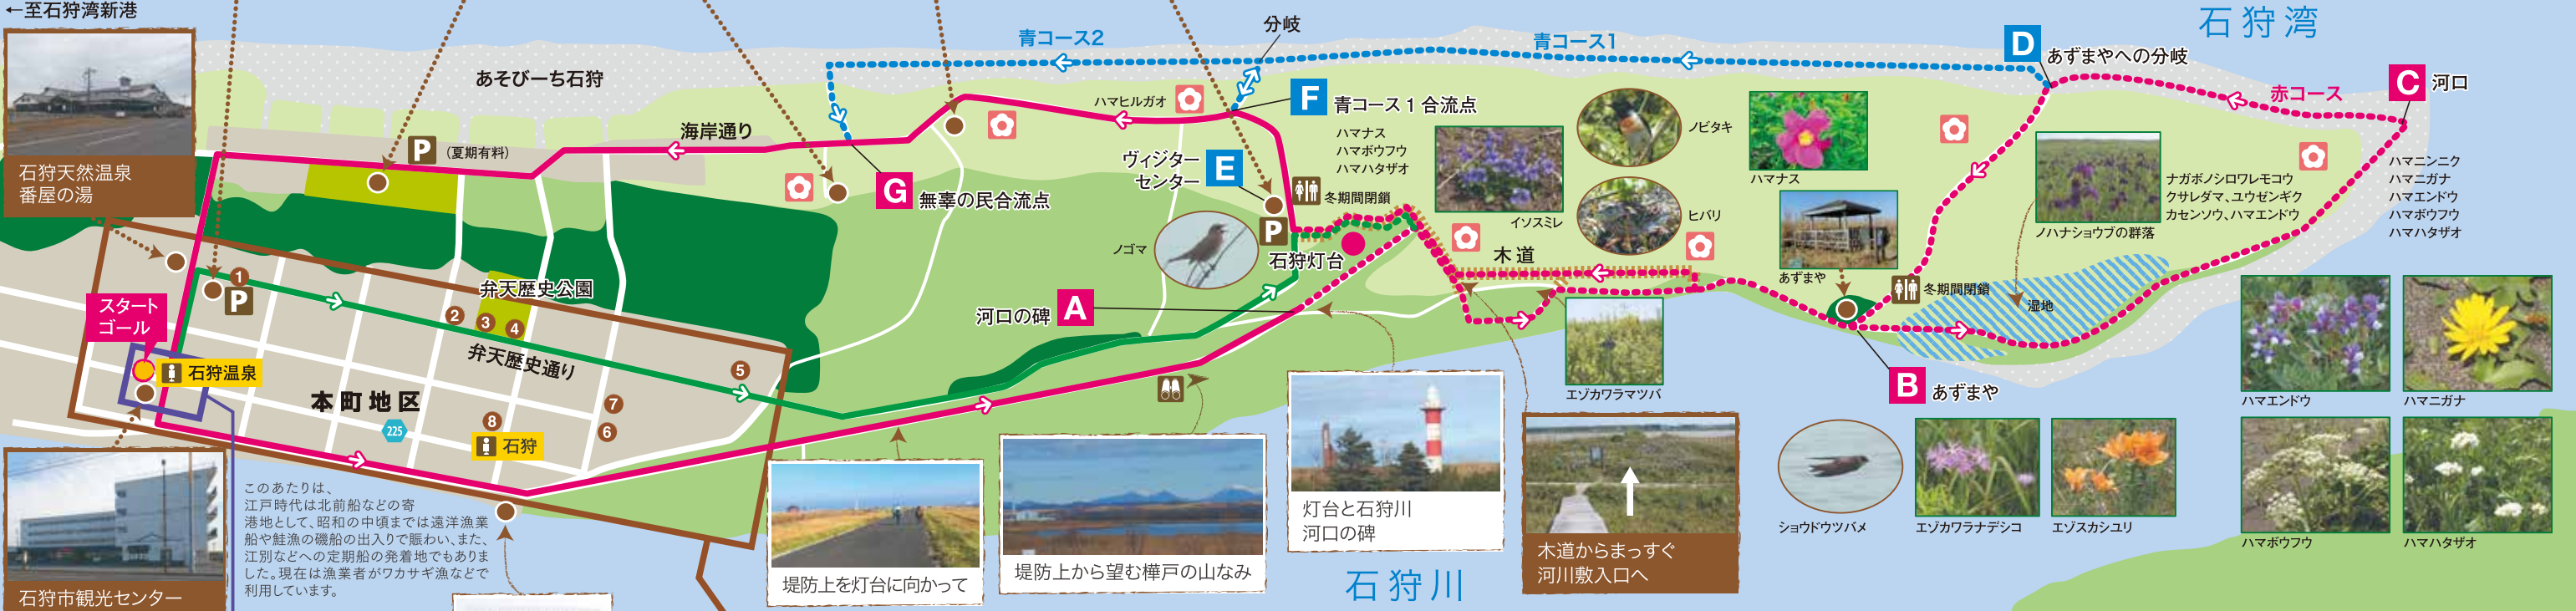 ←至石狩湾新港
石狩天然温泉
番屋の湯
あそびーち石狩
P
(夏期有料)
海岸通り
青コース2
分岐
青コース1
石狩湾
D
あずまやへの分岐
赤コース
C
河口
ハマヒルガオ
F
青コース 1 合流点
ハマナス
ハマボウフウ
ハマハタザオ
イソスミレ
ノビタキ
ヒバリ
ハマナス
あずまや
ナガボノシロワレモコウ
クサレダマ、ユウゼンギク
カセンソウ、ハマエンドウ
ノハナショウブの群落
ハマニンニク
ハマニガナ
ハマエンドウ
ハマボウフウ
ハマハタザオ
ヴィジター
センター
E
冬期間閉鎖
P
G
無辜の民合流点
ノゴマ
石狩灯台
木道
冬期間閉鎖
湿地
河口の碑
A
B
あずまや
エゾカワラマツバ
スタート
ゴール
1
P
弁天歴史公園
2
3
4
弁天歴史通り
5
石狩温泉
本町地区
225
7
8
6
石狩
石狩市観光センター
このあたりは、
江戸時代は北前船などの寄
港地として、昭和の中頃までは遠洋漁業
船や鮭漁の磯船の出入りで賑わい、また、
江別などへの定期船の発着地でもありま
した。現在は漁業者がワカサギ漁などで
利用しています。
堤防上を灯台に向かって
堤防上から望む樺戸の山なみ
灯台と石狩川
河口の碑
石狩川
木道からまっすぐ
河川敷入口へ
ショウドウツバメ
エゾカワラナデシコ
エゾスカシユリ
ハマエンドウ
ハマニガナ
ハマボウフウ
ハマハタザオ